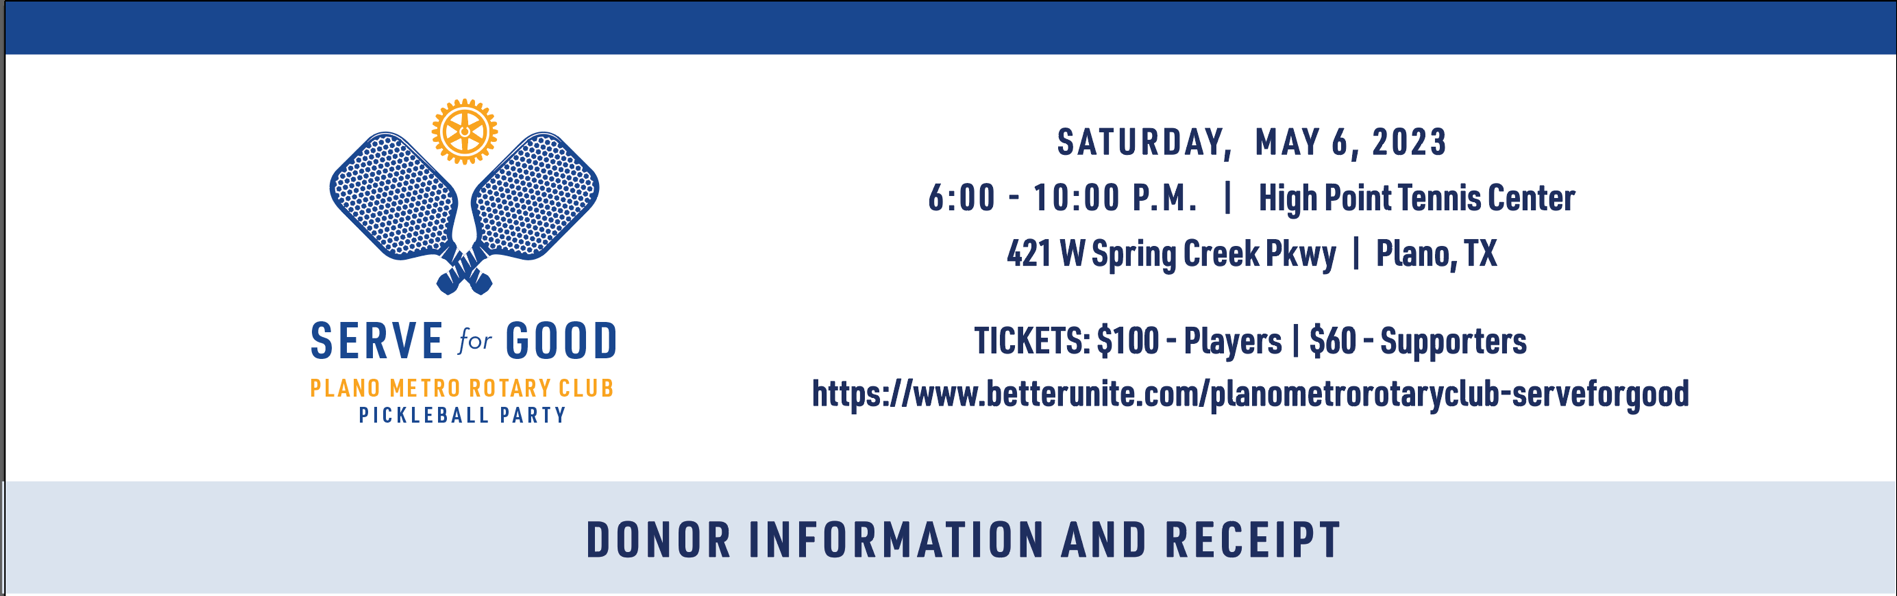 SERVE for GOOD
PLANO METRO ROTARY CLUB
PICKLEBALL PARTY
SATURDAY, MAY 6, 2023
6:00 - 10:00 P.M. | High Point Tennis Center
421 W Spring Creek Pkwy | Plano, TX
TICKETS: $100 - Players | $60 - Supporters
https://www.betterunite.com/planometrorotaryclub-serveforgood
DONOR INFORMATION AND RECEIPT